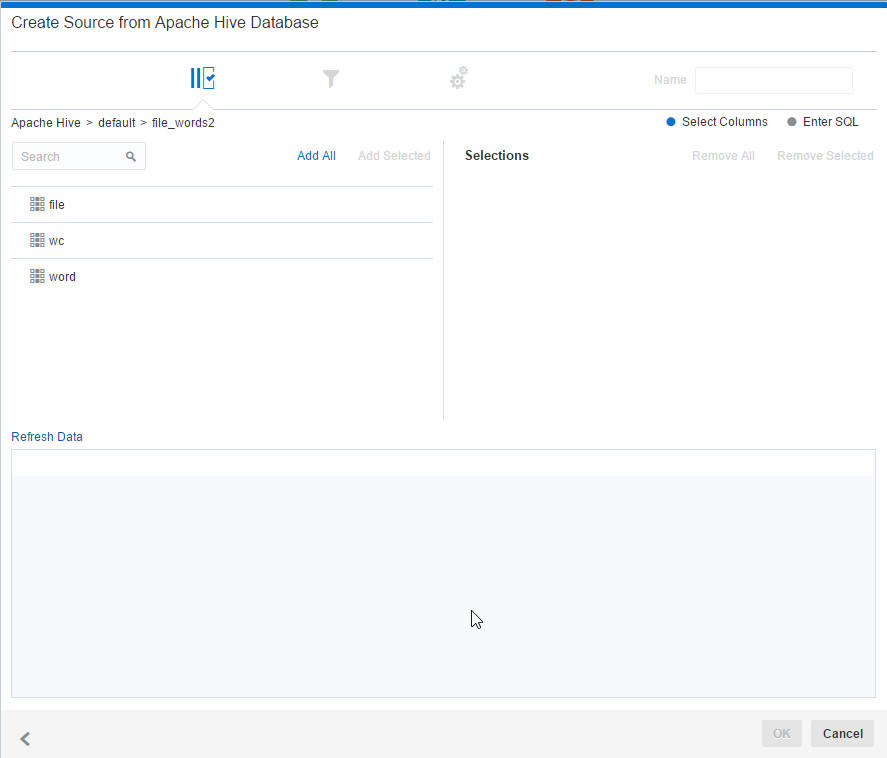 Create Source from Apache Hive Database
Name
Apache Hive > default > file_words2
Select Columns Enter SQL
Search Add All Add Selected Selections Remove All Remove Selected
file
wc
word
Refresh Data
OK Cancel